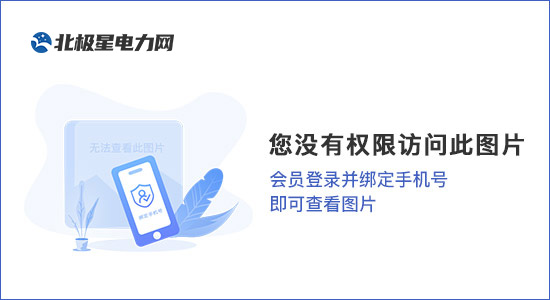 北极星电力网
无法查看此图片
绑定手机号
您没有权限访问此图片
会员登录并绑定手机号
即可查看图片